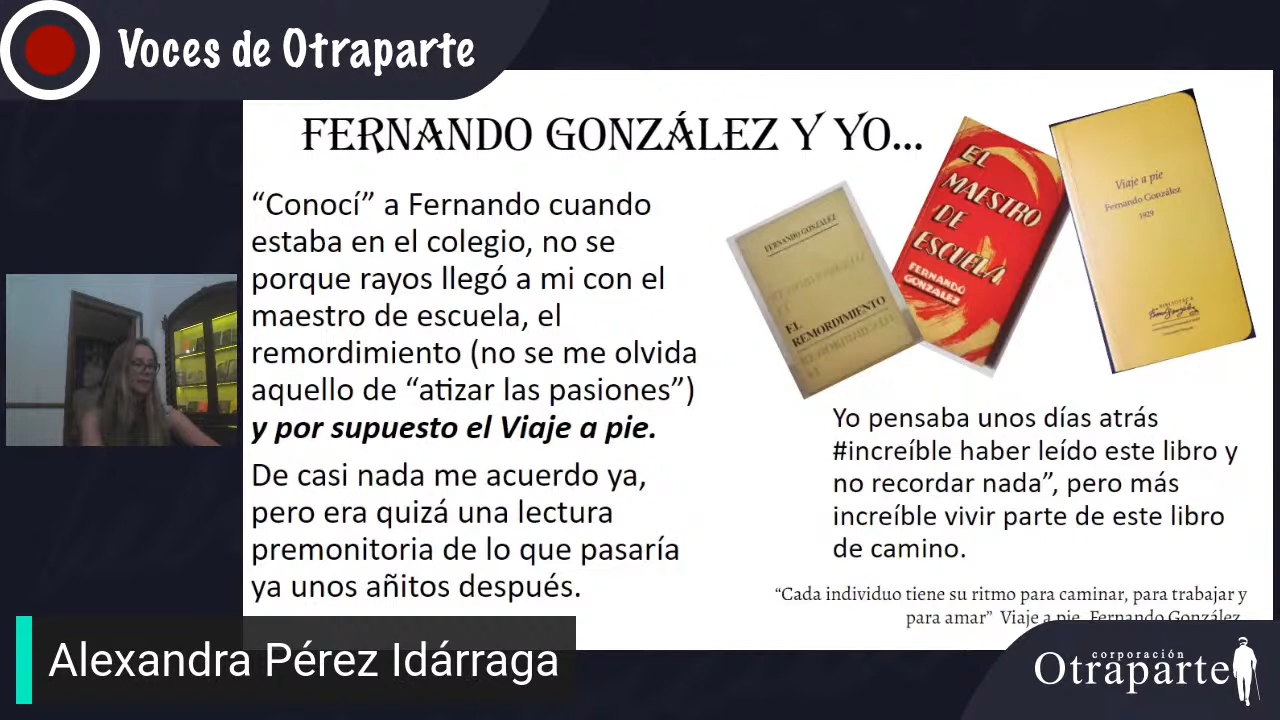 Voces de Otraparte
FERNANDO GONZÁLEZ Y YO...
“Conocí” a Fernando cuando
estaba en el colegio, no se
porque rayos llegó a mi con el
maestro de escuela, el
remordimiento (no se me olvida
aquello de “atizar las pasiones”)
y por supuesto el Viaje a pie.
De casi nada me acuerdo ya,
pero era quizá una lectura
premonitoria de lo que pasaría
ya unos añitos después.
FERNANDO GONZALEZ
EL
REMORDIMIENTO
EL
MAESTRO
DE
ESCUELA
FERNANDO
GONZALEZ
Viaje a pie
Fernando González
1929
BIBLIOTECA
Yo pensaba unos días atrás
#increíble haber leído este libro y
no recordar nada”, pero más
increíble vivir parte de este libro
de camino.
“Cada individuo tiene su ritmo para caminar, para trabajar y
para amar” Viaje a pie. Fernando González
Alexandra Pérez Idárraga
corporación
Otraparte